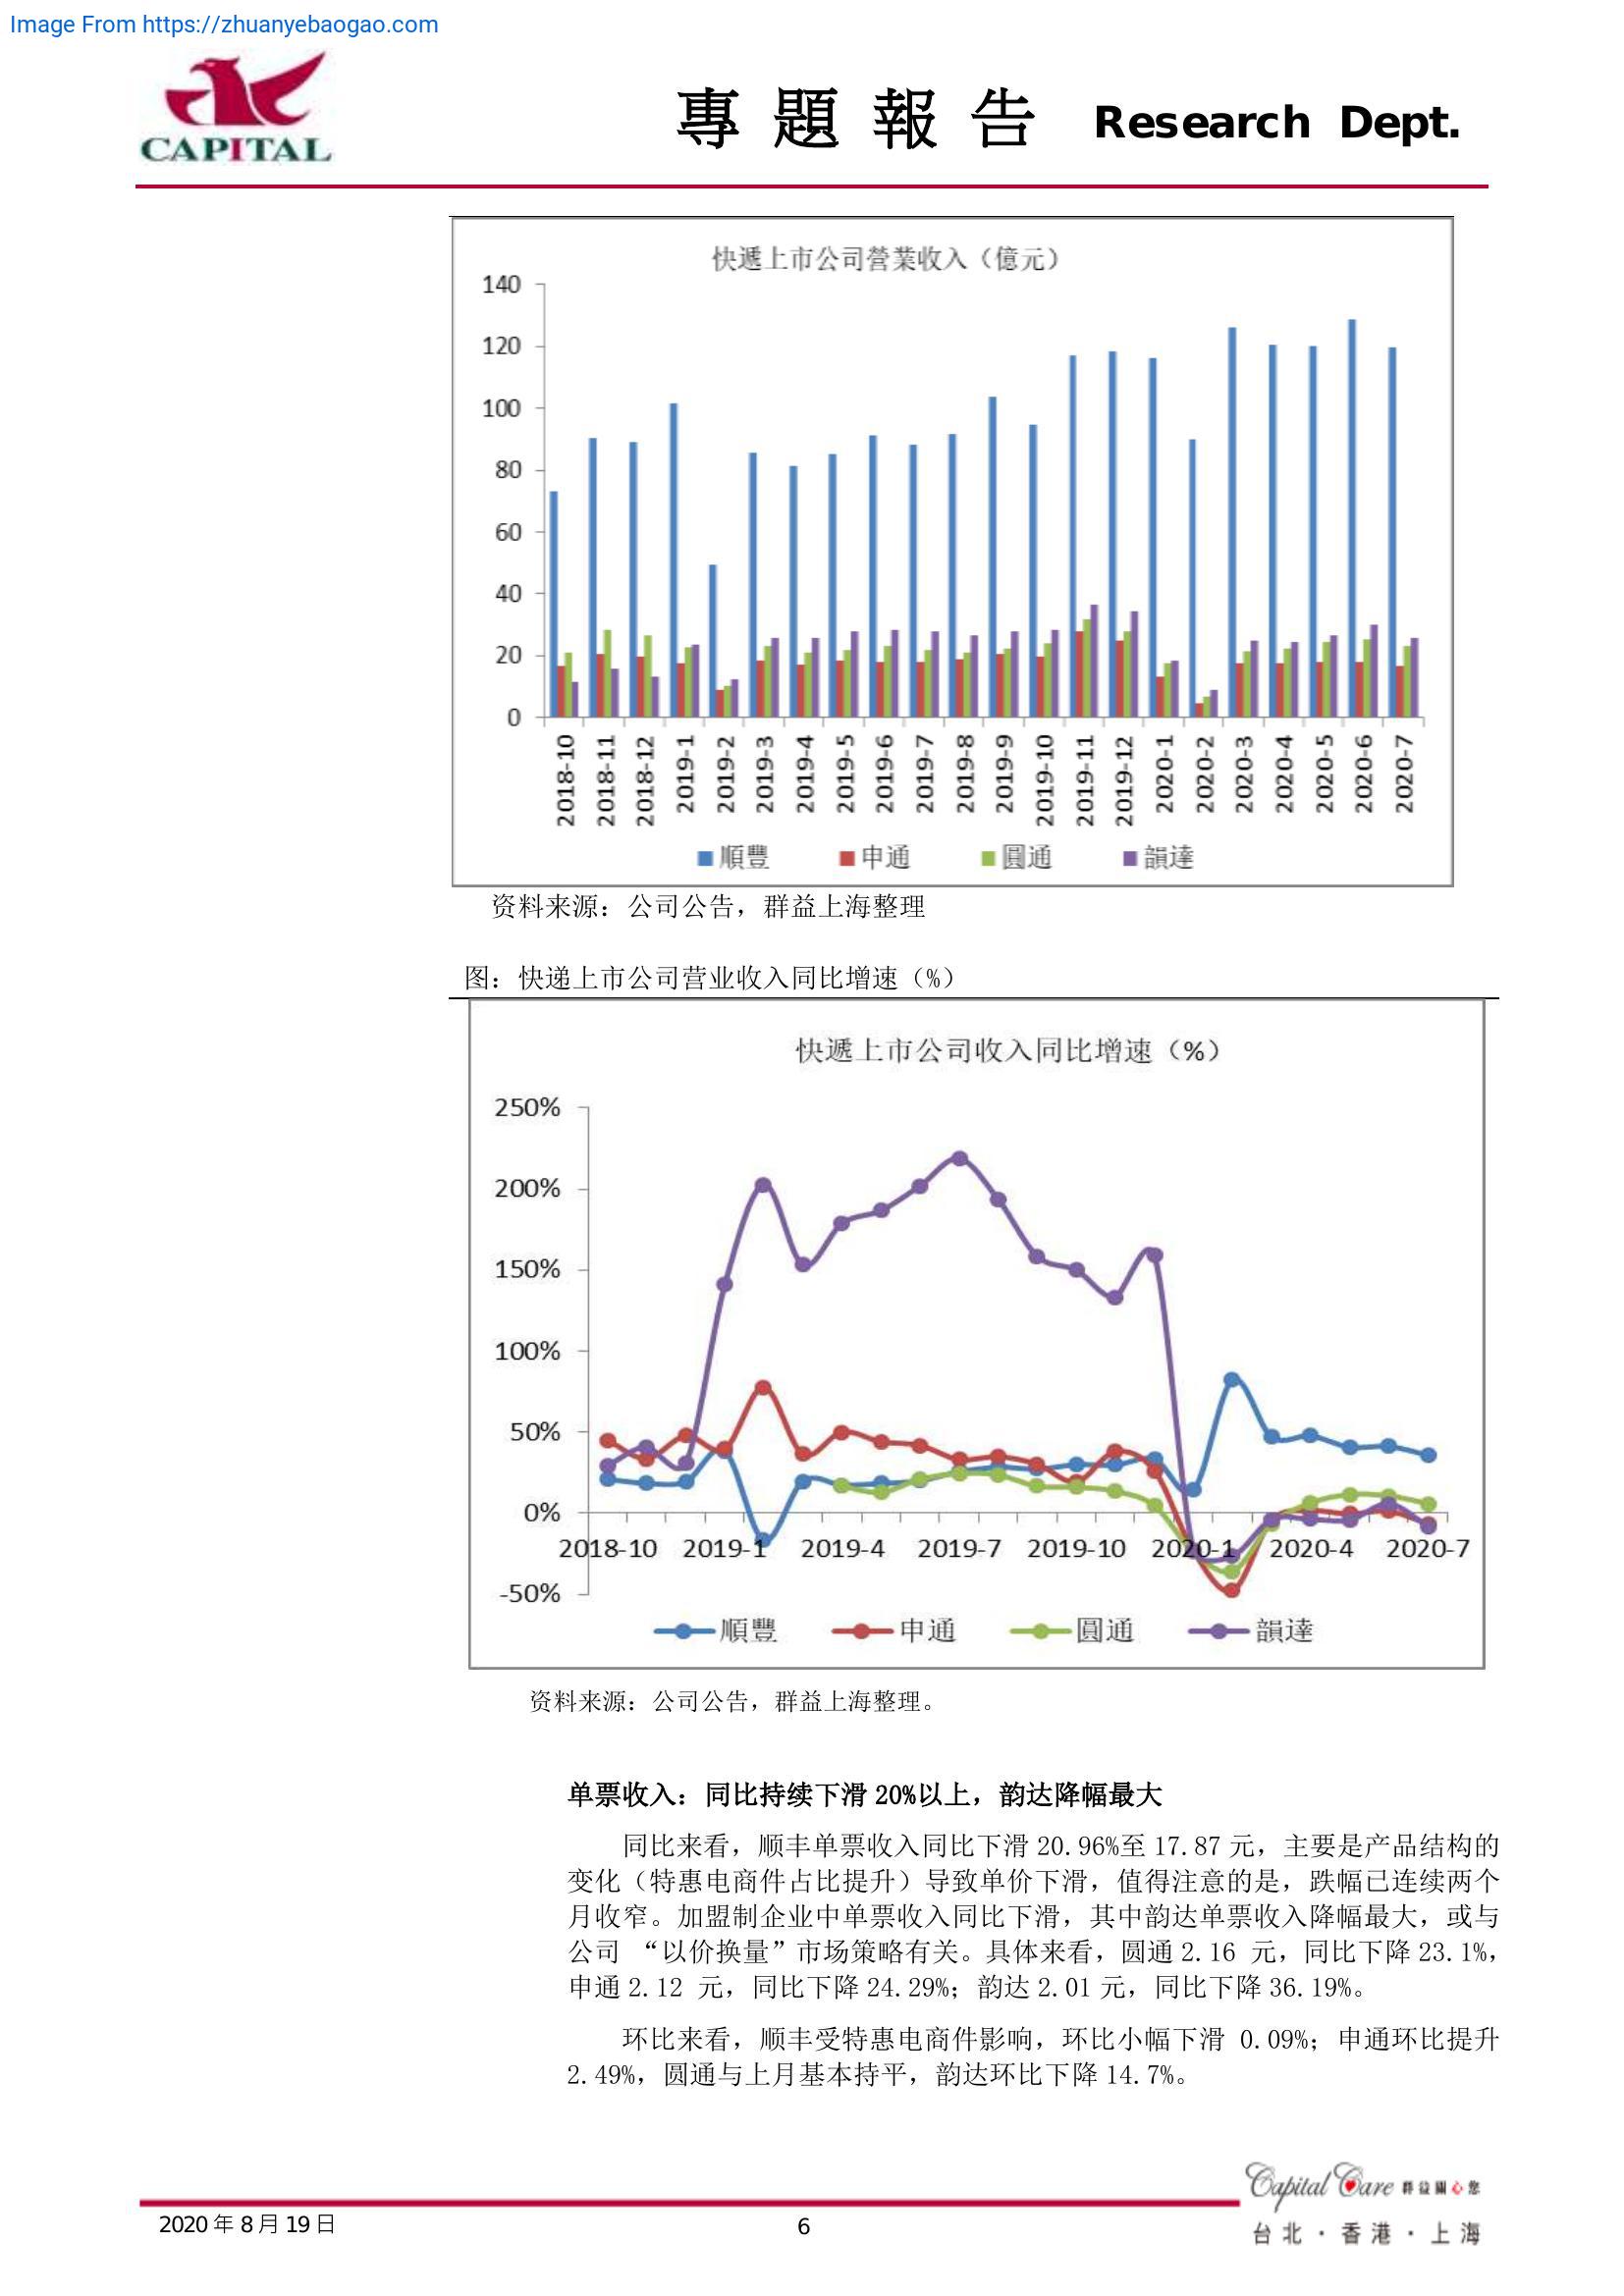 Image From https://zhuanyebaogao.com
CAPITAL
專題報告 Research Dept.
快遞上市公司營業收入（億元）
140
120
100
80
60
40
20
0
2018-10 2018-11 2018-12 2019-1 2019-2 2019-3 2019-4 2019-5 2019-6 2019-7 2019-8 2019-9 2019-10 2019-11 2019-12 2020-1 2020-2 2020-3 2020-4 2020-5 2020-6 2020-7
順豐 申通 圓通 韻達
资料来源：公司公告，群益上海整理
图：快递上市公司营业收入同比增速（%）
快遞上市公司收入同比增速（%）
250%
200%
150%
100%
50%
0%
2018-10 2019-1 2019-4 2019-7 2019-10 2020-1 2020-4 2020-7
-50%
順豐 申通 圓通 韻達
资料来源：公司公告，群益上海整理。
单票收入：同比持续下滑 20%以上，韵达降幅最大
同比来看，顺丰单票收入同比下滑 20.96%至 17.87 元，主要是产品结构的
变化（特惠电商件占比提升）导致单价下滑，值得注意的是，跌幅已连续两个
月收窄。加盟制企业中单票收入同比下滑，其中韵达单票收入降幅最大，或与
公司 “以价换量”市场策略有关。具体来看，圆通 2.16 元，同比下降 23.1%，
申通 2.12 元，同比下降 24.29%；韵达 2.01 元，同比下降 36.19%。
环比来看，顺丰受特惠电商件影响，环比小幅下滑 0.09%；申通环比提升
2.49%，圆通与上月基本持平，韵达环比下降 14.7%。
Capital Care 群益關心您
2020 年 8 月 19 日
6
台北 · 香港 · 上海